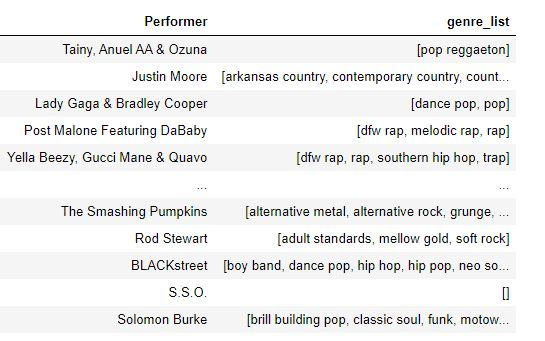 Performer genre_list
Tainy, Anuel AA & Ozuna [pop reggaeton]
Justin Moore [arkansas country, contemporary country, count...
Lady Gaga & Bradley Cooper [dance pop, pop]
Post Malone Featuring DaBaby [dfw rap, melodic rap, rap]
Yella Beezy, Gucci Mane & Quavo [dfw rap, rap, southern hip hop, trap]
... ...
The Smashing Pumpkins [alternative metal, alternative rock, grunge, ...
Rod Stewart [adult standards, mellow gold, soft rock]
BLACKstreet [boy band, dance pop, hip hop, hip pop, neo so...
S.S.O. []
Solomon Burke [brill building pop, classic soul, funk, motow...